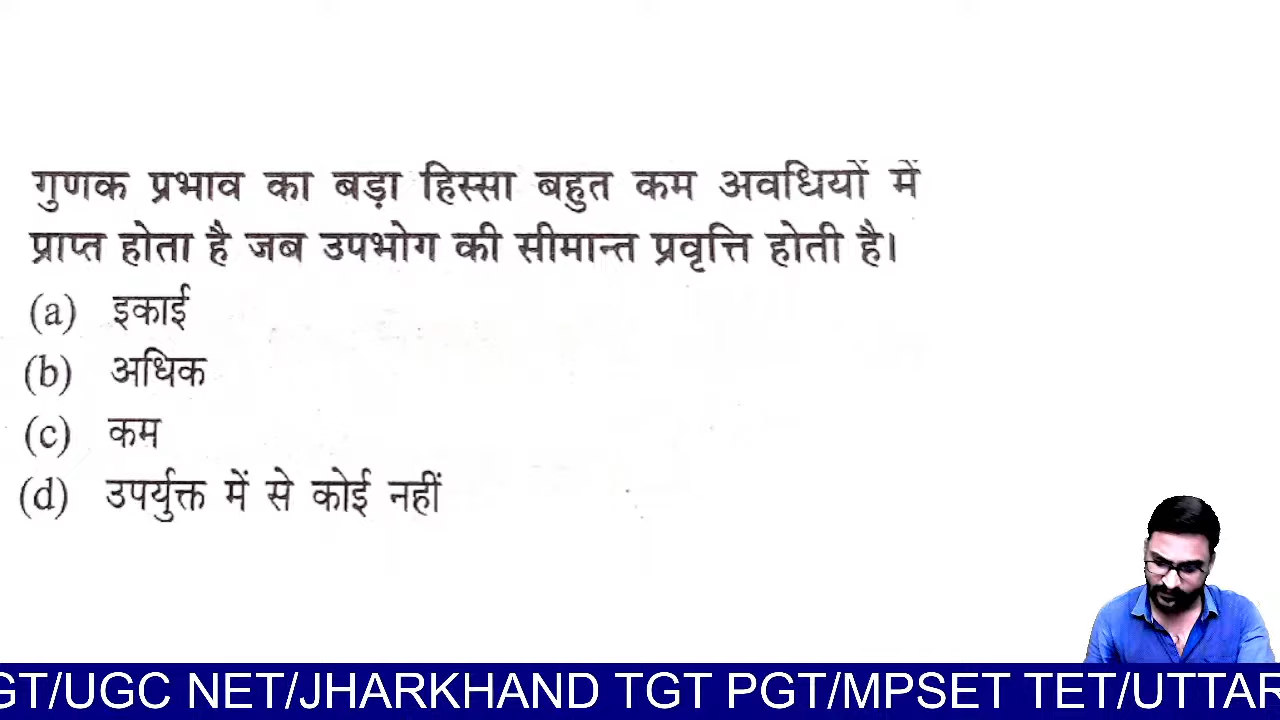 गुणक प्रभाव का बड़ा हिस्सा बहुत कम अवधियों में
प्राप्त होता है जब उपभोग की सीमान्त प्रवृत्ति होती है।
(a) इकाई
(b) अधिक
(c) कम
(d) उपर्युक्त में से कोई नहीं
GT/UGC NET/JHARKHAND TGT PGT/MPSET TET/UTTAR